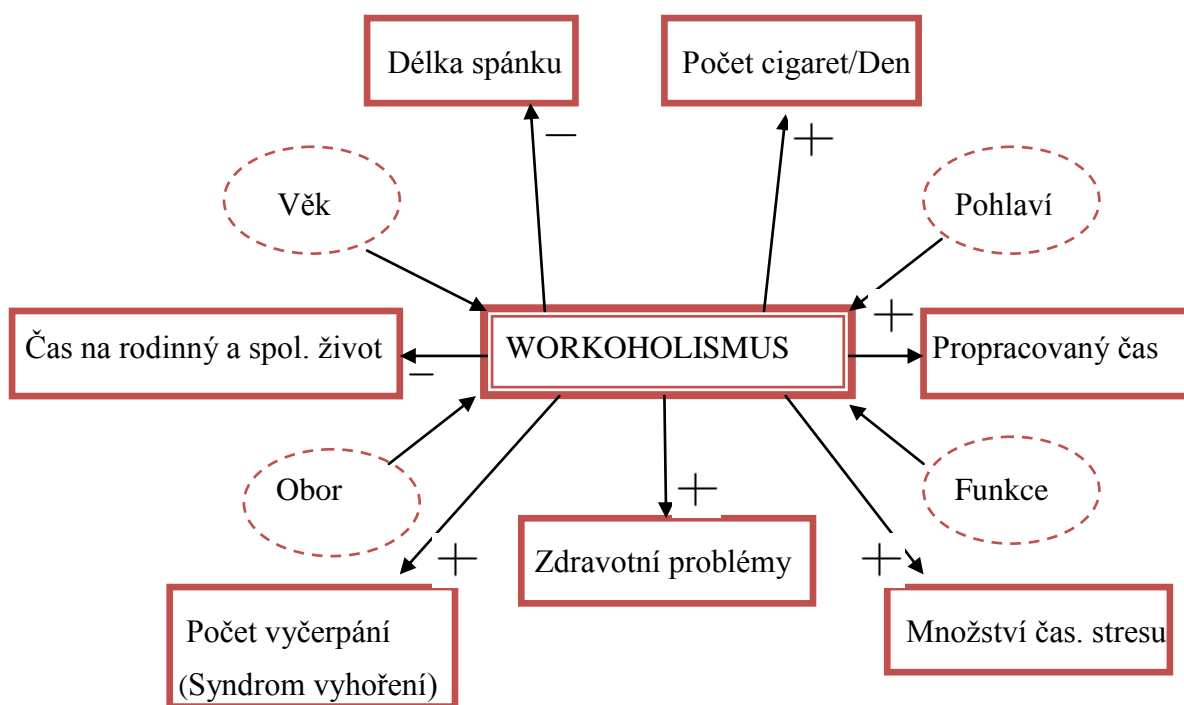 Délka spánku
Počet cigaret/Den
−
+
Věk
Pohlaví
+
Čas na rodinný a spol. život
WORKOHOLISMUS
Propracovaný čas
−
Obor
Funkce
+
+
+
Zdravotní problémy
Počet vyčerpání
(Syndrom vyhoření)
Množství čas. stresu